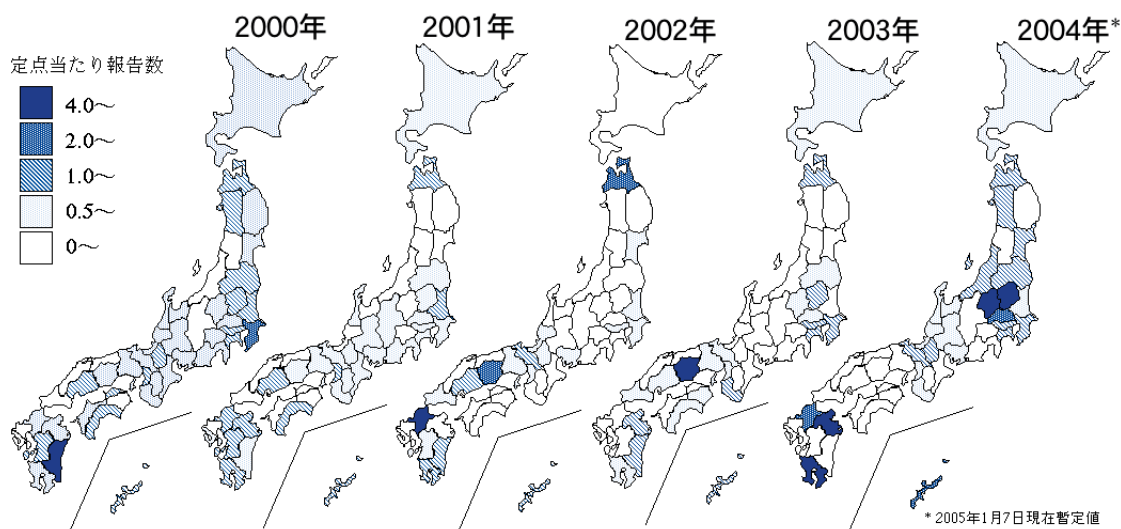 2000年
2001年
2002年
2003年
2004年*
定点当たり報告数
4.0～
2.0～
1.0～
0.5～
0～
* 2005年1月7日現在暫定値